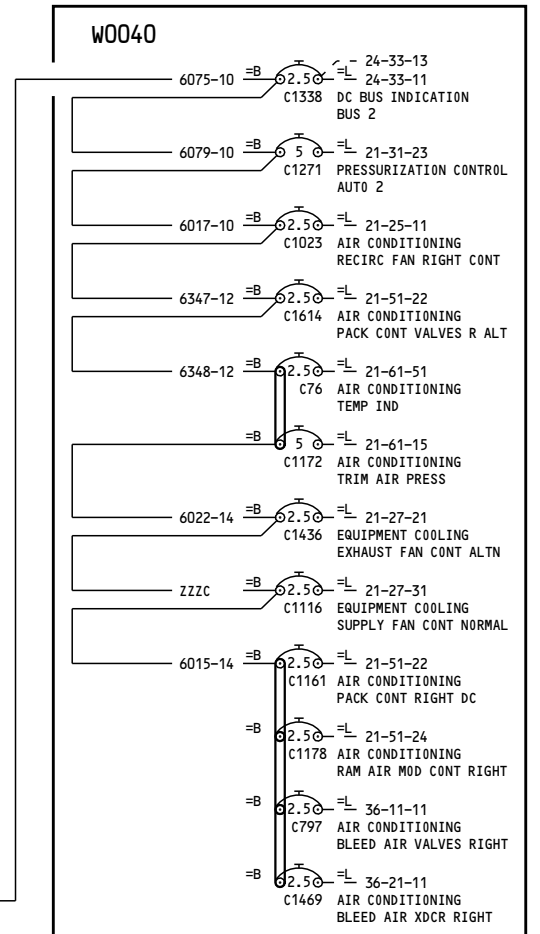 W0040
24-33-13
6075-10 =B 2.5 =L 24-33-11
C1338 DC BUS INDICATION
BUS 2
6079-10 =B 5 =L 21-31-23
C1271 PRESSURIZATION CONTROL
AUTO 2
6017-10 =B 2.5 =L 21-25-11
C1023 AIR CONDITIONING
RECIRC FAN RIGHT CONT
6347-12 =B 2.5 =L 21-51-22
C1614 AIR CONDITIONING
PACK CONT VALVES R ALT
6348-12 =B 2.5 =L 21-61-51
C76 AIR CONDITIONING
TEMP IND
=B 5 =L 21-61-15
C1172 AIR CONDITIONING
TRIM AIR PRESS
6022-14 =B 2.5 =L 21-27-21
C1436 EQUIPMENT COOLING
EXHAUST FAN CONT ALTN
ZZZC =B 2.5 =L 21-27-31
C1116 EQUIPMENT COOLING
SUPPLY FAN CONT NORMAL
6015-14 =B 2.5 =L 21-51-22
C1161 AIR CONDITIONING
PACK CONT RIGHT DC
=B 2.5 =L 21-51-24
C1178 AIR CONDITIONING
RAM AIR MOD CONT RIGHT
=B 2.5 =L 36-11-11
C797 AIR CONDITIONING
BLEED AIR VALVES RIGHT
=B 2.5 =L 36-21-11
C1469 AIR CONDITIONING
BLEED AIR XDCR RIGHT